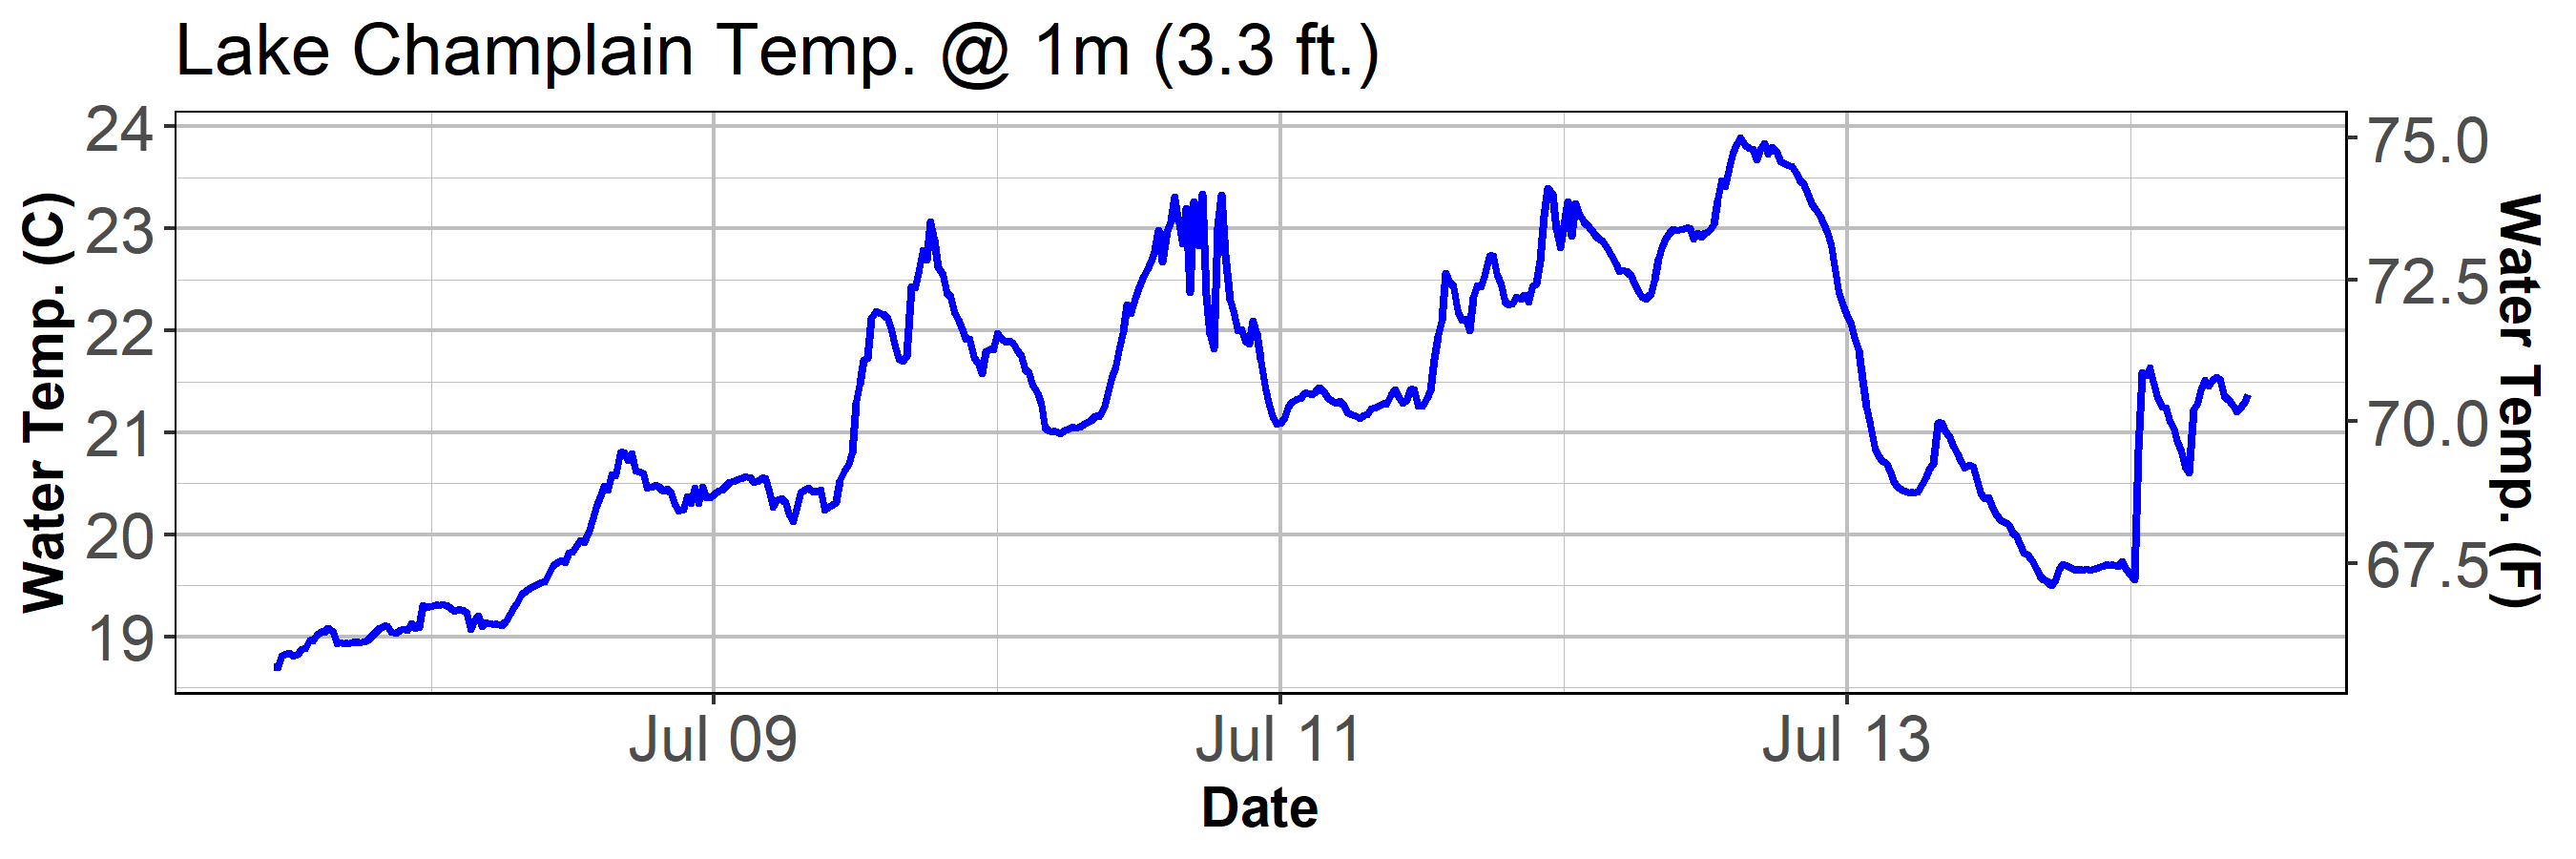 Lake Champlain Temp. @ 1m (3.3 ft.)
Water Temp. (C)
24
23
22
21
20
19
75.0
72.5
70.0
67.5
Water Temp. (F)
Jul 09
Jul 11
Jul 13
Date